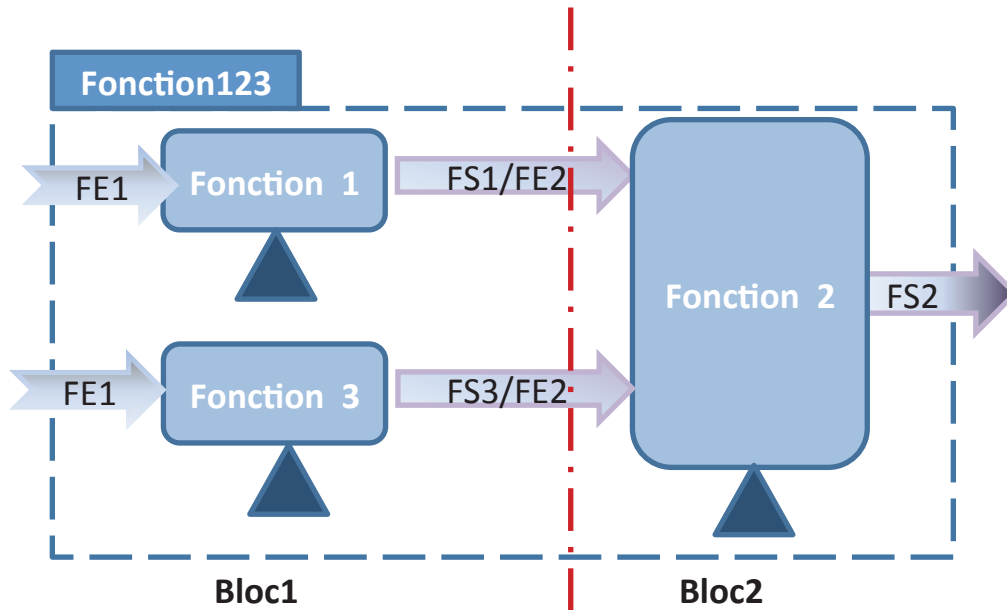 Fonction123
FE1
Fonction 1
FS1/FE2
Fonction 2
FS2
FE1
Fonction 3
FS3/FE2
Bloc1
Bloc2